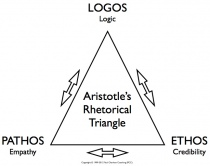 LOGOS
Logic
Aristotle's
Rhetorical
Triangle
PATHOS
Empathy
ETHOS
Credibility